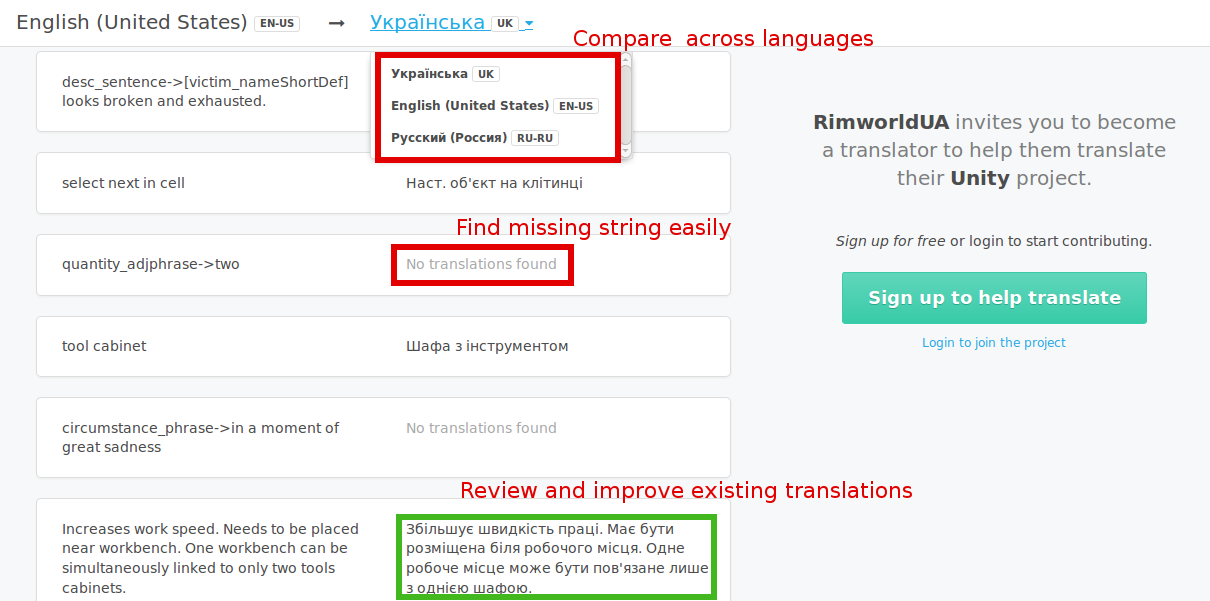 English (United States) EN-US → Українська UK
Compare across languages
desc_sentence->[victim_nameShortDef]
looks broken and exhausted.
Українська UK
English (United States) EN-US
Русский (Россия) RU-RU
select next in cell
Наст. об'єкт на клітинці
Find missing string easily
quantity_adjphrase->two
No translations found
tool cabinet
Шафа з інструментом
circumstance_phrase->in a moment of
great sadness
No translations found
Review and improve existing translations
Increases work speed. Needs to be placed
near workbench. One workbench can be
simultaneously linked to only two tools
cabinets.
Збільшує швидкість праці. Має бути
розміщена біля робочого місця. Одне
робоче місце може бути пов'язане лише
з однією шафою.
RimworldUA invites you to become
a translator to help them translate
their Unity project.
Sign up for free or login to start contributing.
Sign up to help translate
Login to join the project